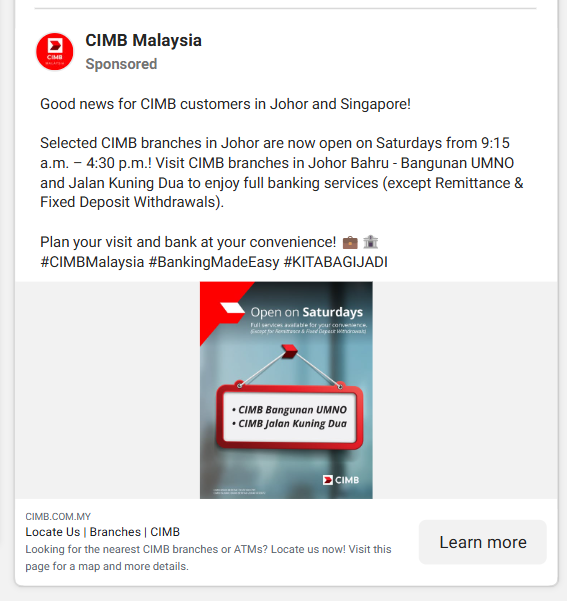 CIMB
MALAYSIA
CIMB Malaysia
Sponsored
Good news for CIMB customers in Johor and Singapore!
Selected CIMB branches in Johor are now open on Saturdays from 9:15
a.m. – 4:30 p.m.! Visit CIMB branches in Johor Bahru - Bangunan UMNO
and Jalan Kuning Dua to enjoy full banking services (except Remittance &
Fixed Deposit Withdrawals).
Plan your visit and bank at your convenience! 💼 🏦
#CIMBMalaysia #BankingMadeEasy #KITABAGIJADI
Open on Saturdays
Full services available for your convenience.
(Except for Remittance & Fixed Deposit Withdrawals)
• CIMB Bangunan UMNO
• CIMB Jalan Kuning Dua
CIMB
CIMB.COM.MY
Locate Us | Branches | CIMB
Looking for the nearest CIMB branches or ATMs? Locate us now! Visit this
page for a map and more details.
Learn more